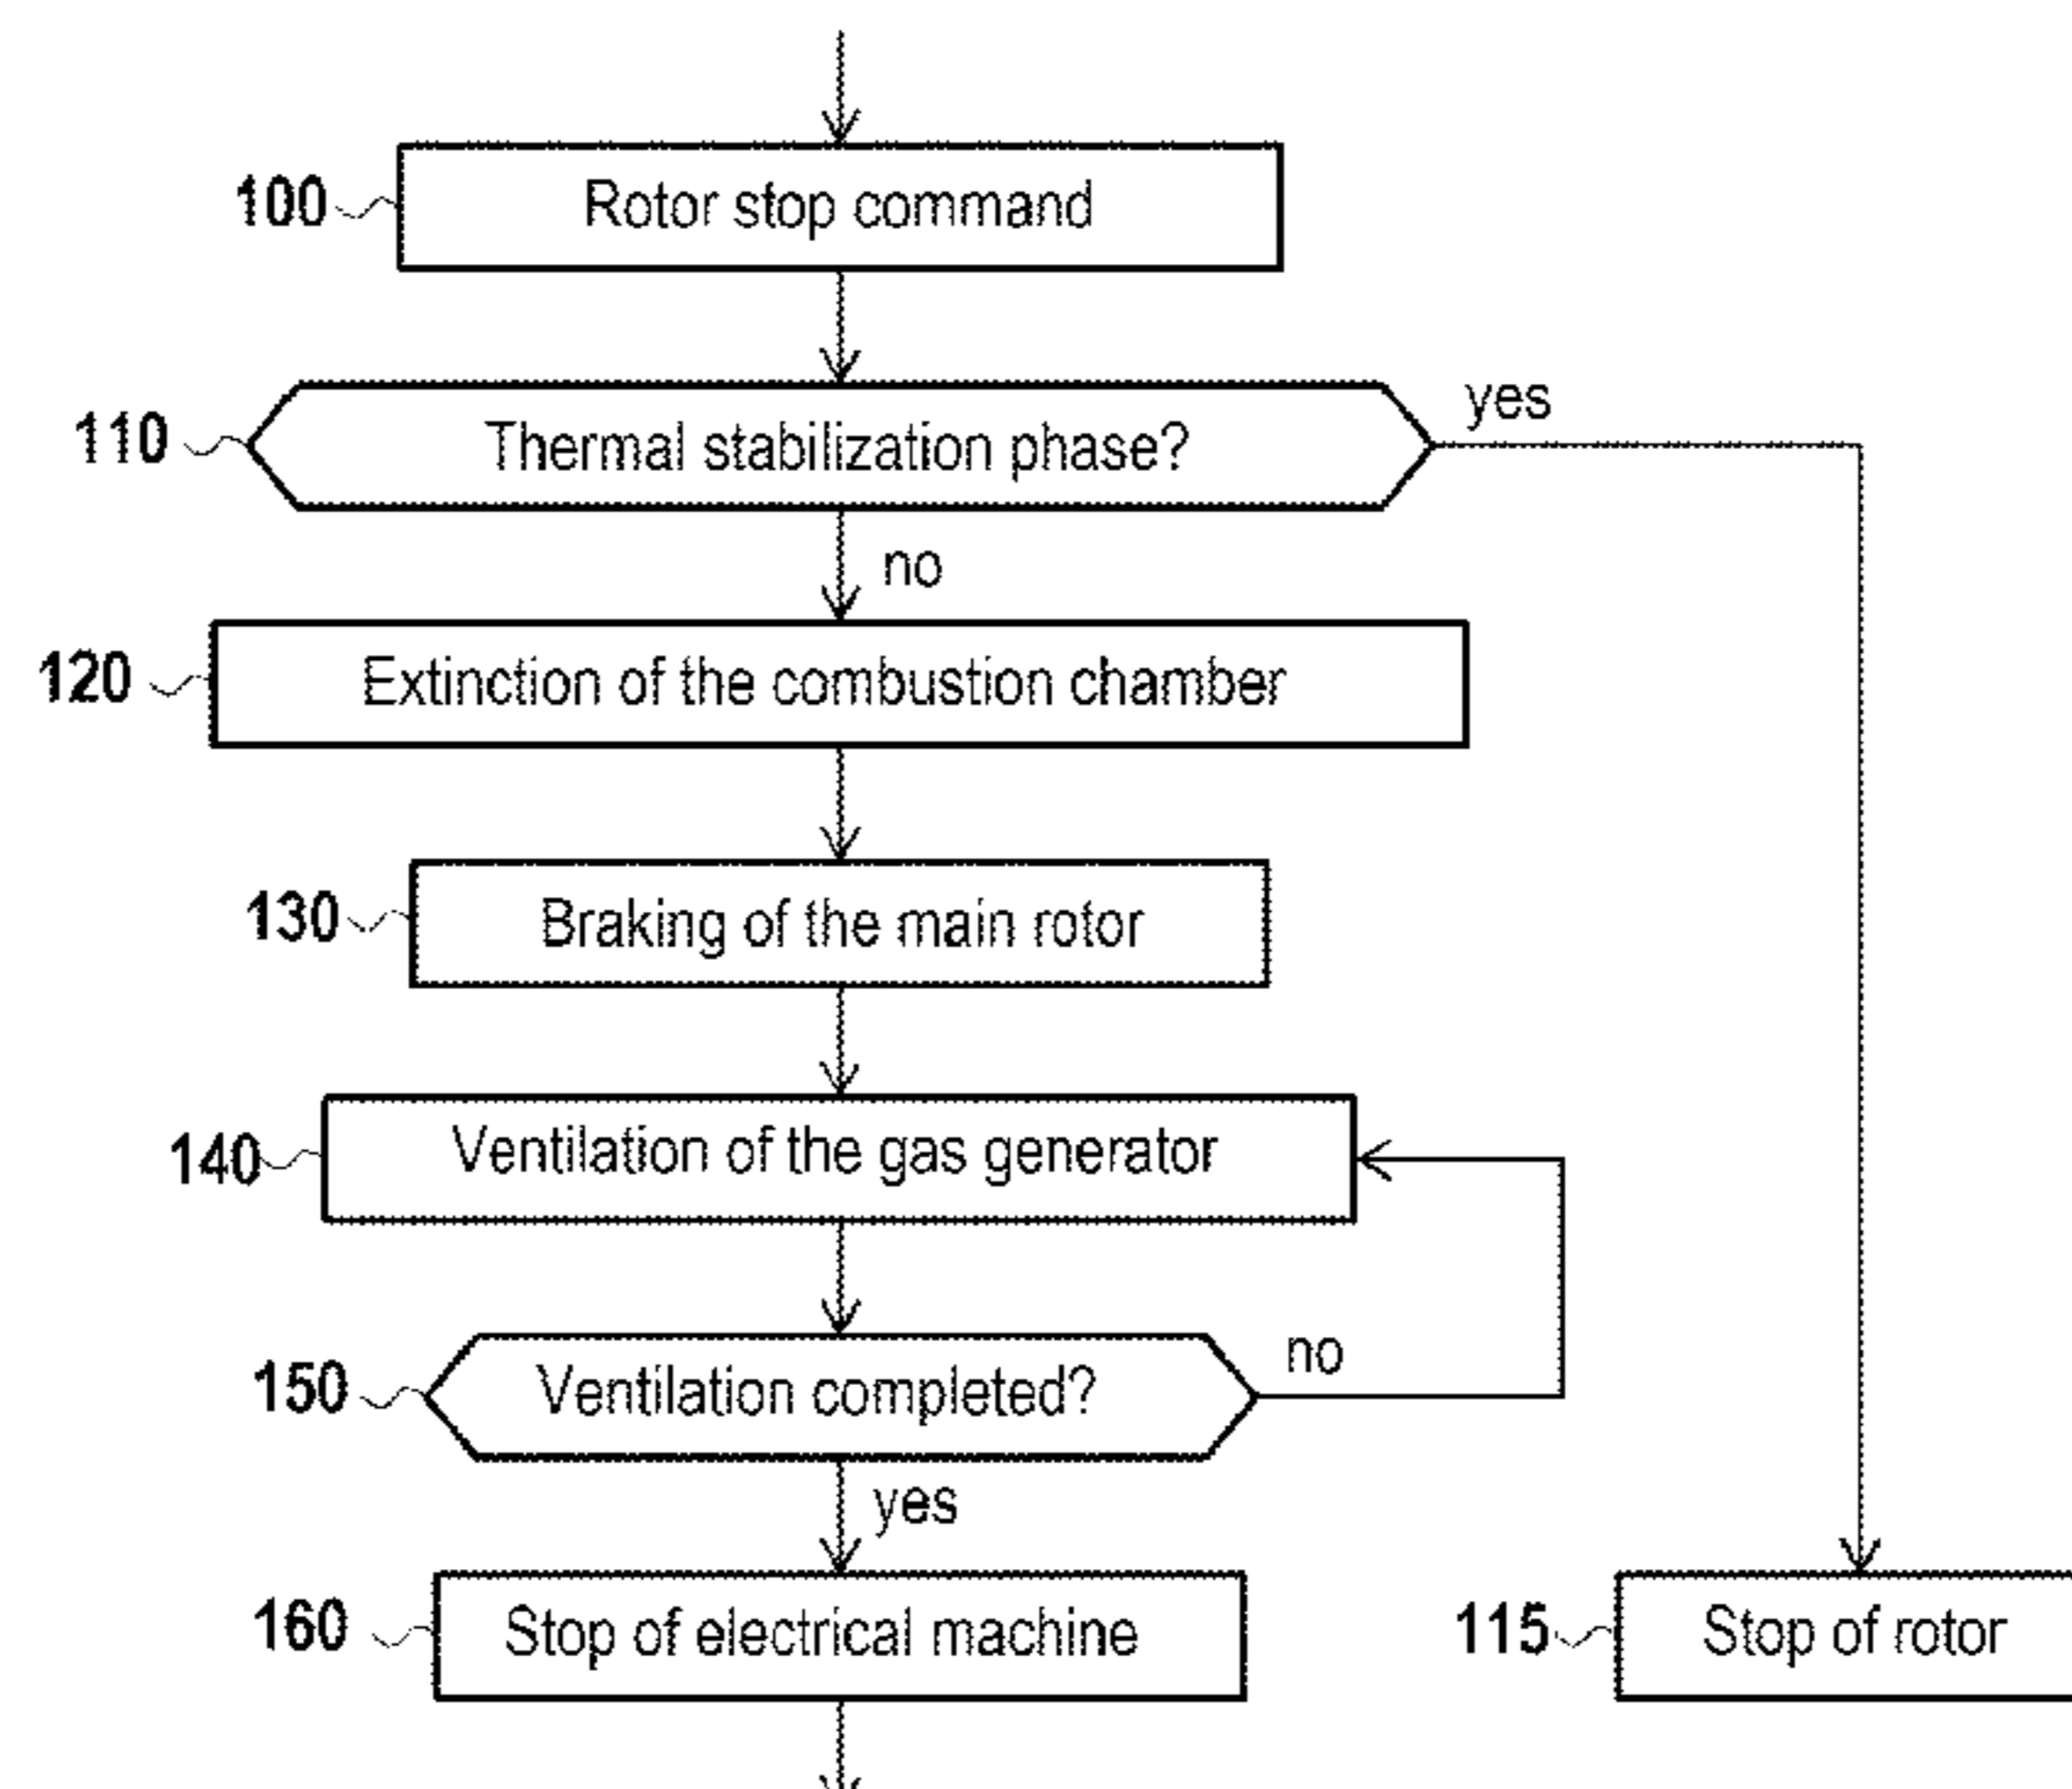 100 Rotor stop command
110 Thermal stabilization phase?
yes
no
120 Extinction of the combustion chamber
130 Braking of the main rotor
140 Ventilation of the gas generator
150 Ventilation completed?
no
yes
160 Stop of electrical machine
115 Stop of rotor